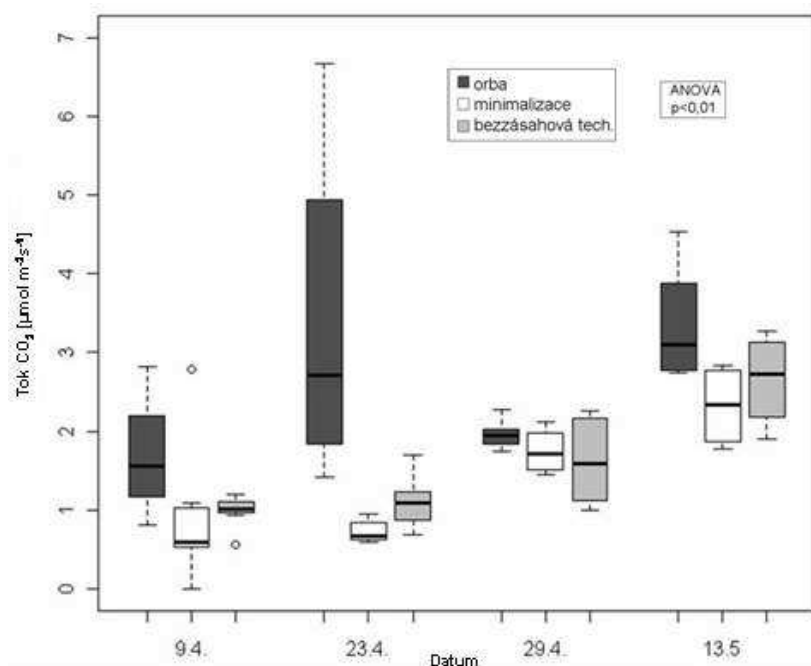 7
6
5
4
3
2
1
0
Tok CO₂ [µmol m⁻²s⁻¹]
orba
minimalizace
bezzásahová tech.
ANOVA
p<0,01
9.4.
23.4.
29.4.
13.5
Datum